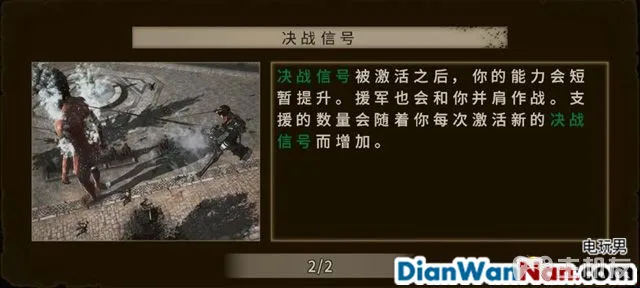 决战信号
决战信号被激活之后，你的能力会短
暂提升。援军也会和你并肩作战。支
援的数量会随着你每次激活新的决战
信号而增加。
2/2
电玩男
DianWanNan.com